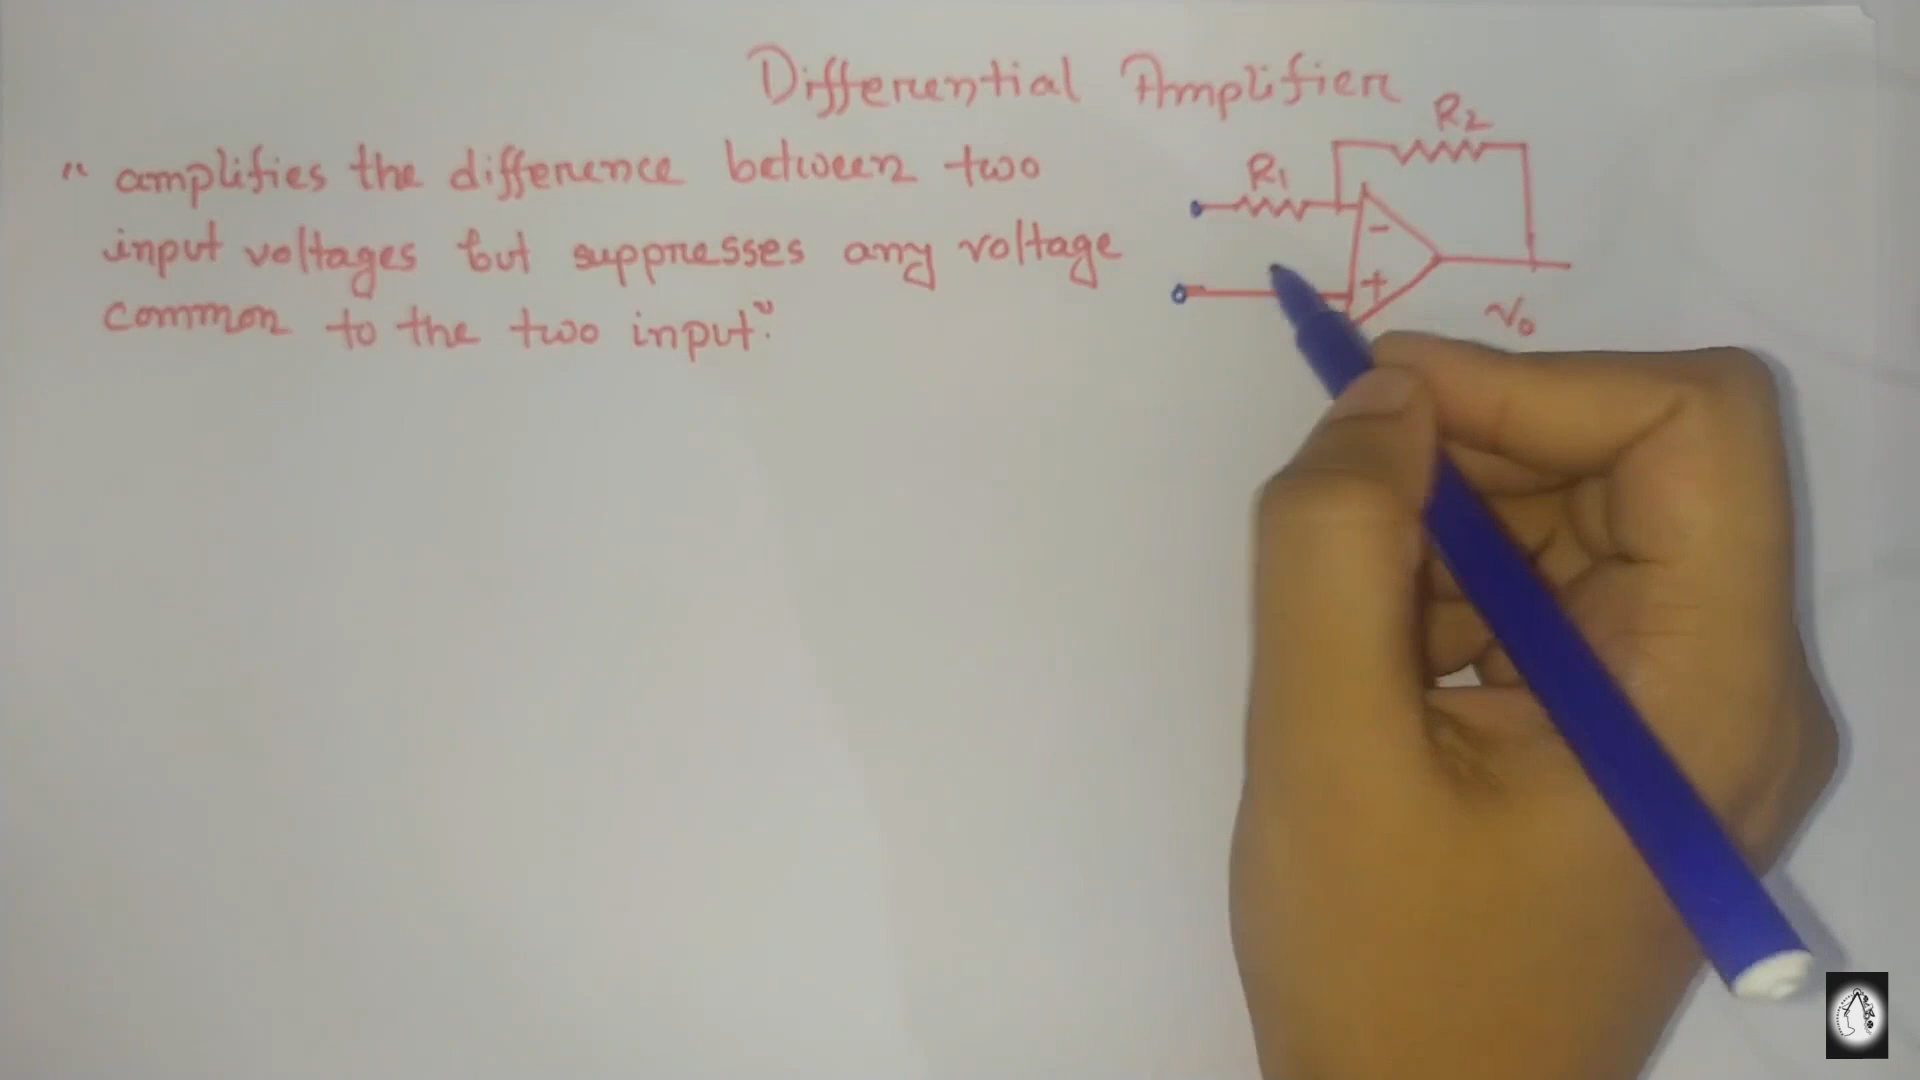 Differential Amplifier
" amplifies the difference between two
input voltages but suppresses any voltage
common to the two input".
R1
R2
-
+
Vo